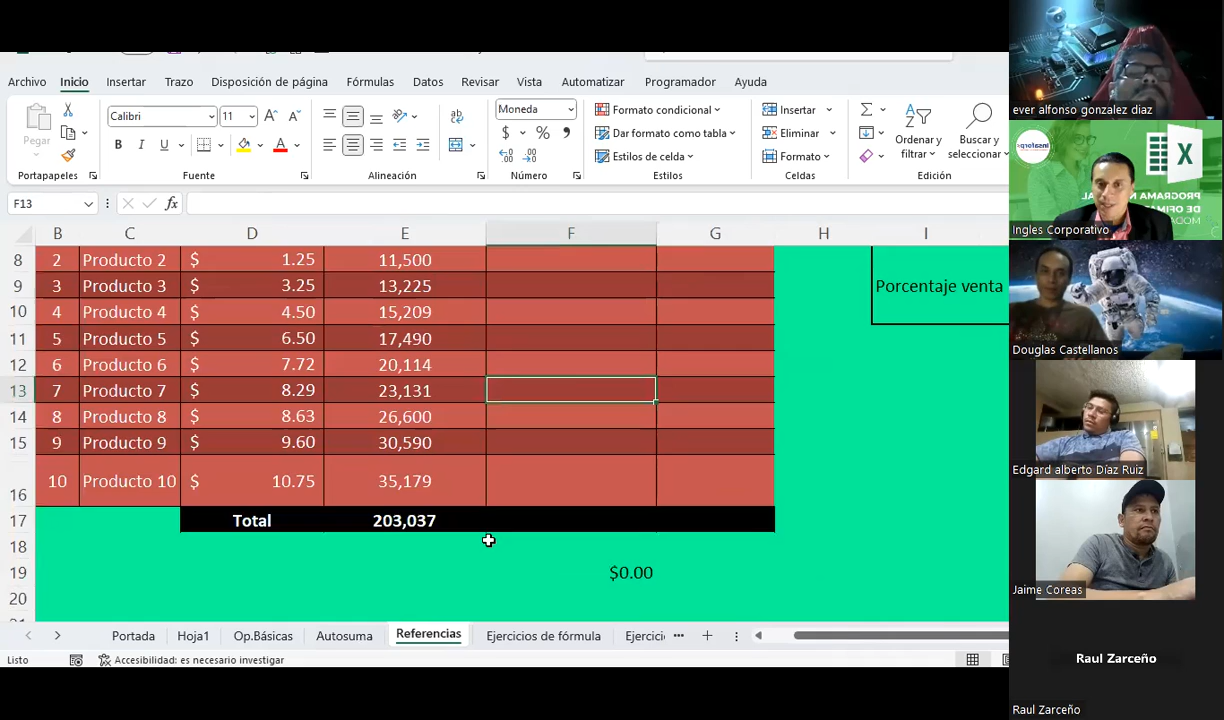 Archivo Inicio Insertar Trazo Disposición de página Fórmulas Datos Revisar Vista Automatizar Programador Ayuda
Pegar
Calibri 11
Moneda
Formato condicional
Dar formato como tabla
Estilos de celda
Insertar
Eliminar
Formato
Ordenar y filtrar
Buscar y seleccionar
Portapapeles Fuente Alineación Número Estilos Celdas Edición
F13
B C D E F G H I
8 2 Producto 2 $ 1.25 11,500
9 3 Producto 3 $ 3.25 13,225 Porcentaje venta
10 4 Producto 4 $ 4.50 15,209
11 5 Producto 5 $ 6.50 17,490
12 6 Producto 6 $ 7.72 20,114
13 7 Producto 7 $ 8.29 23,131
14 8 Producto 8 $ 8.63 26,600
15 9 Producto 9 $ 9.60 30,590
16 10 Producto 10 $ 10.75 35,179
17 Total 203,037
18
19 $0.00
20
Portada Hoja1 Op.Básicas Autosuma Referencias Ejercicios de fórmula Ejercici
Listo Accesibilidad: es necesario investigar
ever alfonso gonzalez diaz
Ingles Corporativo
Douglas Castellanos
Edgard alberto Díaz Ruiz
Jaime Coreas
Raul Zarceño
Raul Zarceño